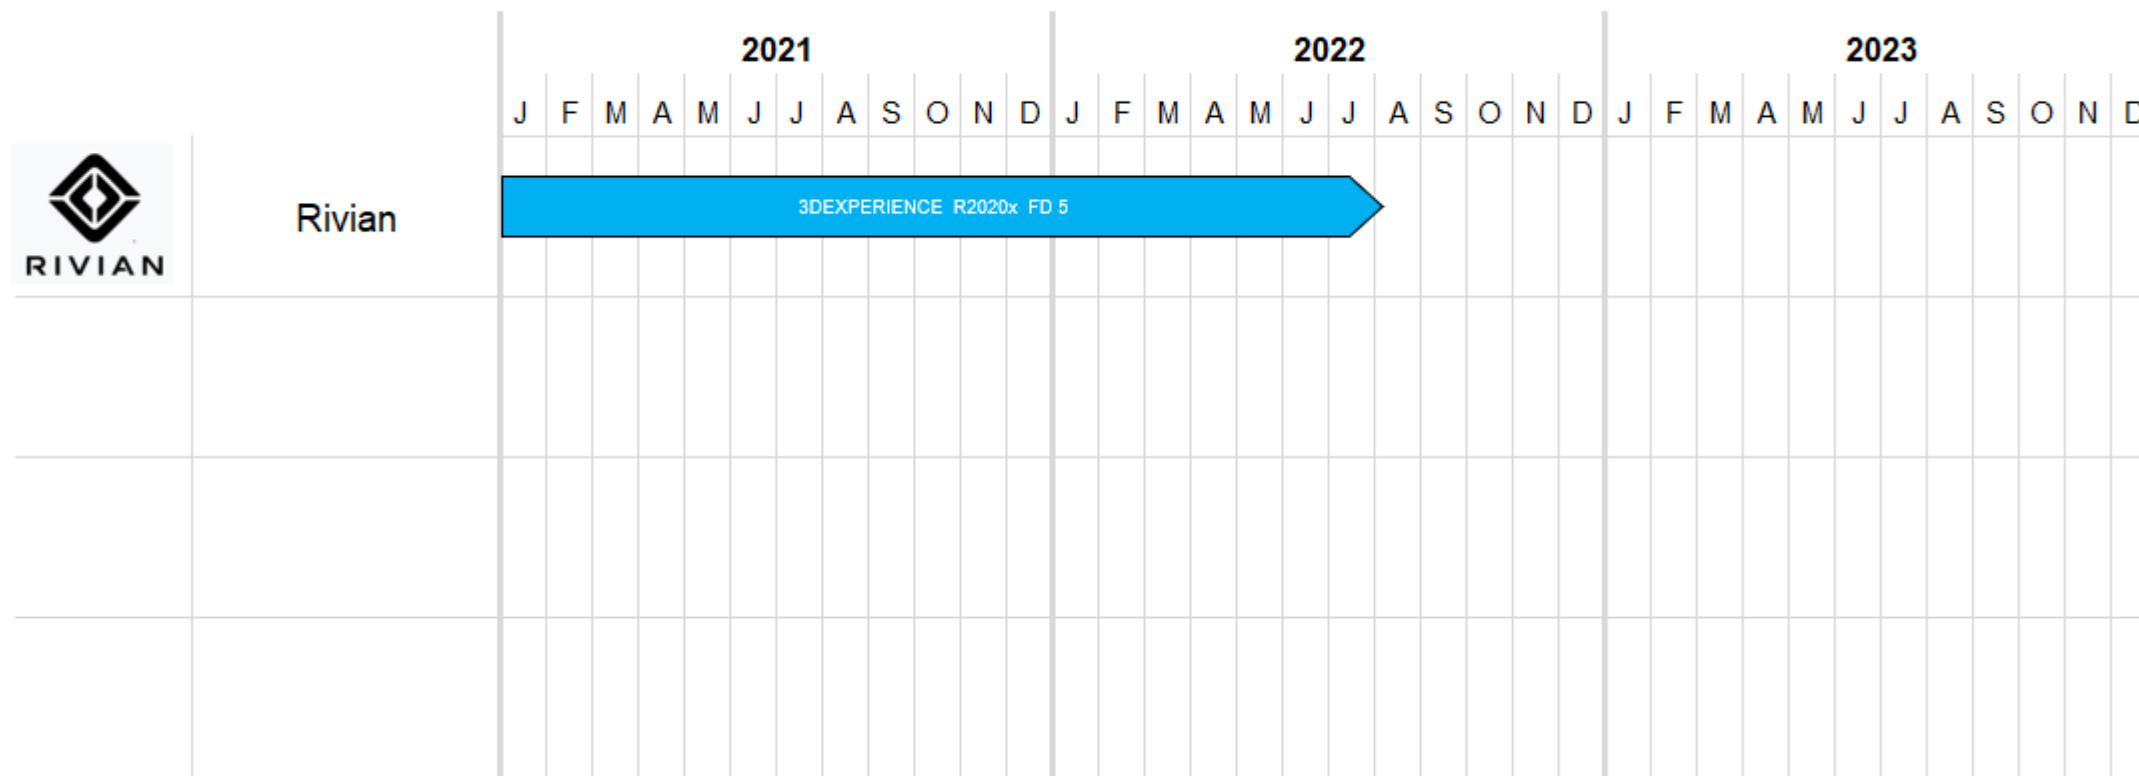 2021 2022 2023
J F M A M J J A S O N D J F M A M J J A S O N D J F M A M J J A S O N D
RIVIAN
Rivian
3DEXPERIENCE R2020x FD 5